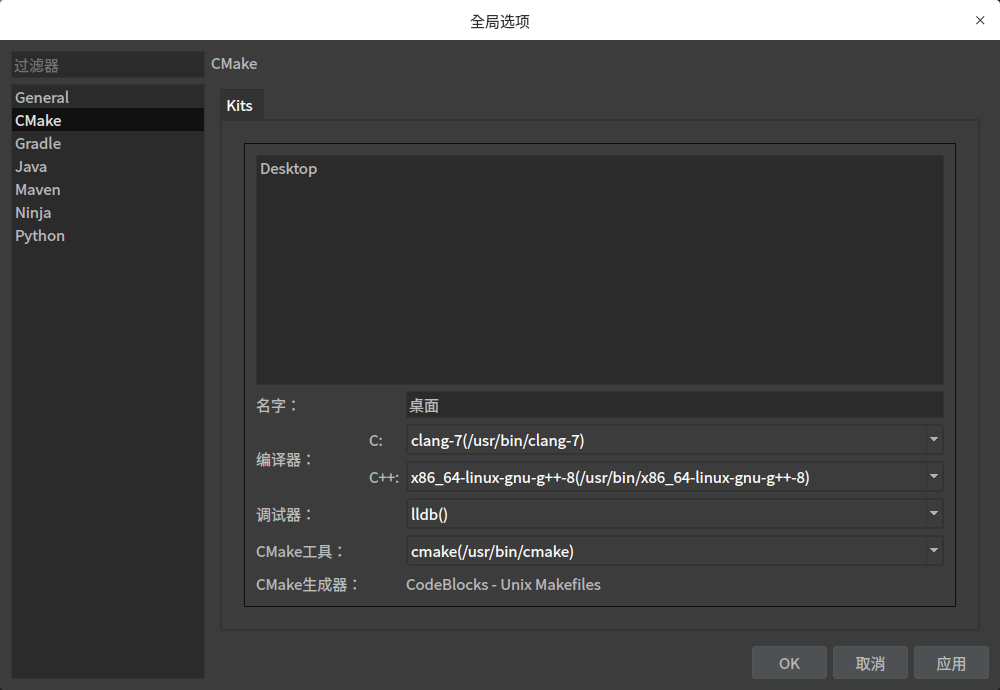 全局选项
过滤器
General
CMake
Gradle
Java
Maven
Ninja
Python
CMake
Kits
Desktop
名字：
桌面
编译器：
C:
clang-7(/usr/bin/clang-7)
C++:
x86_64-linux-gnu-g++-8(/usr/bin/x86_64-linux-gnu-g++-8)
调试器：
lldb()
CMake工具：
cmake(/usr/bin/cmake)
CMake生成器：
CodeBlocks - Unix Makefiles
OK
取消
应用